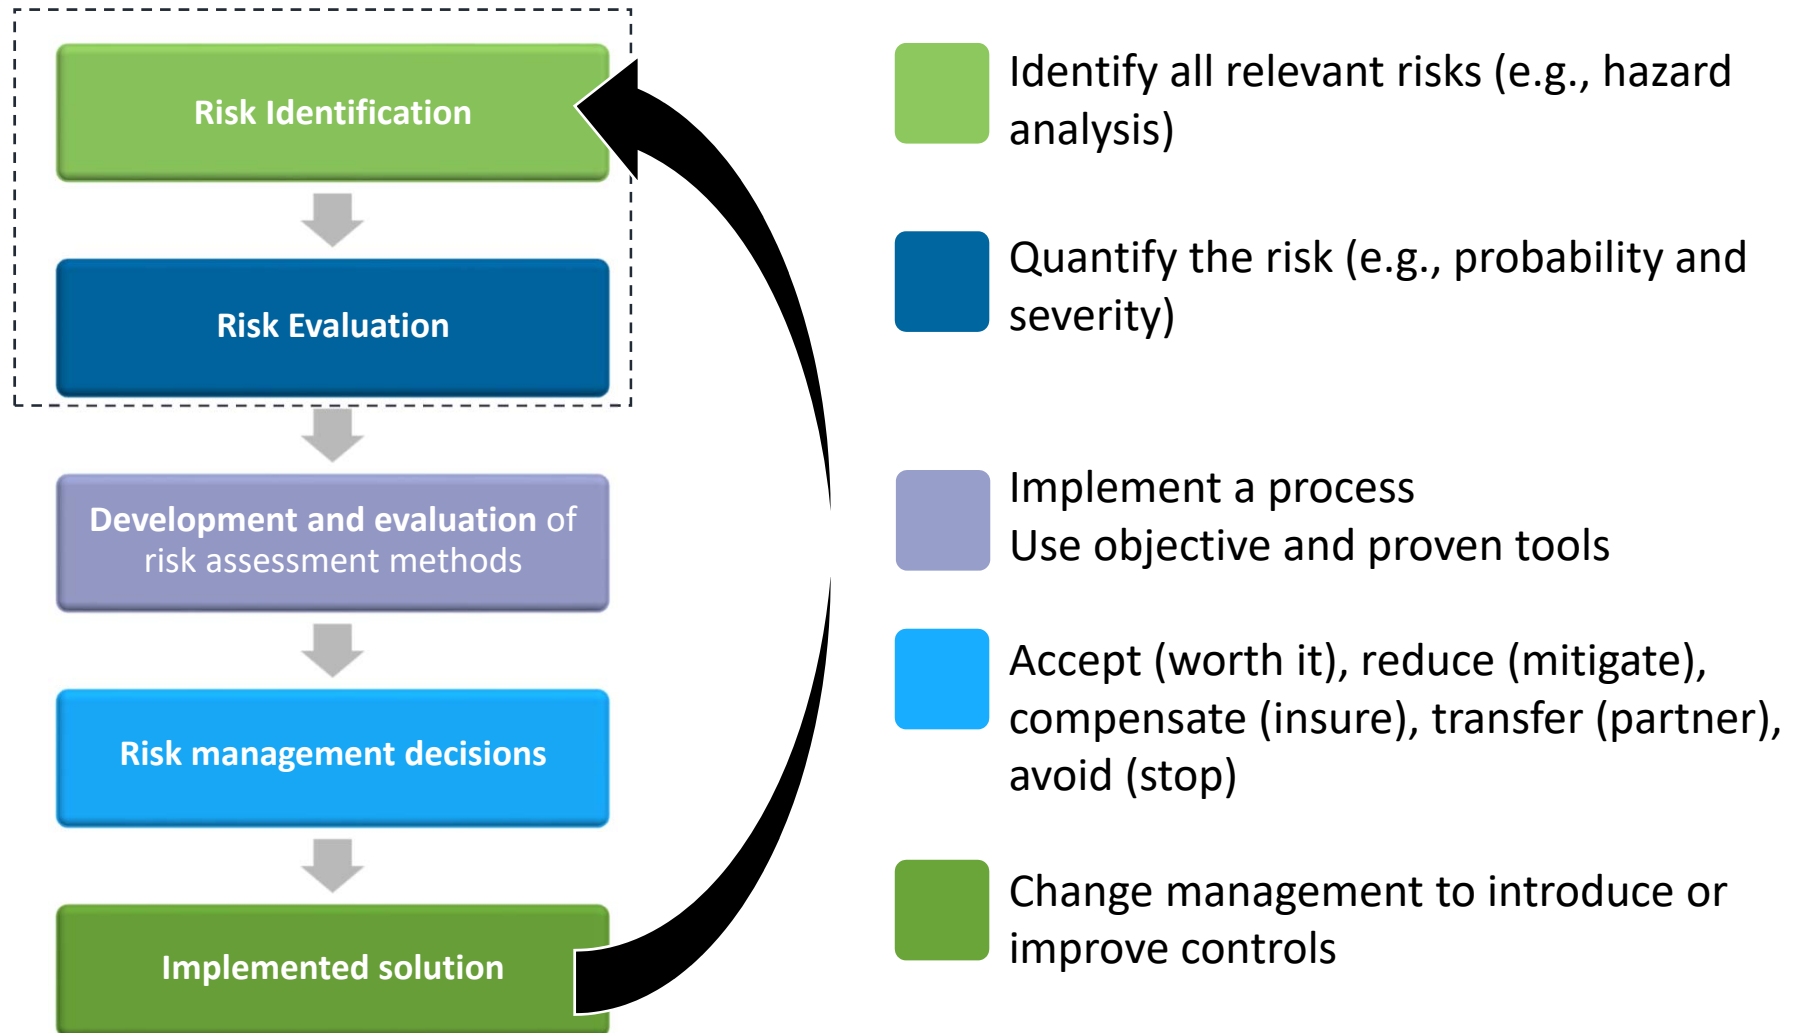 Risk Identification
Identify all relevant risks (e.g., hazard
analysis)
Risk Evaluation
Quantify the risk (e.g., probability and
severity)
Development and evaluation of
risk assessment methods
Implement a process
Use objective and proven tools
Risk management decisions
Accept (worth it), reduce (mitigate),
compensate (insure), transfer (partner),
avoid (stop)
Implemented solution
Change management to introduce or
improve controls